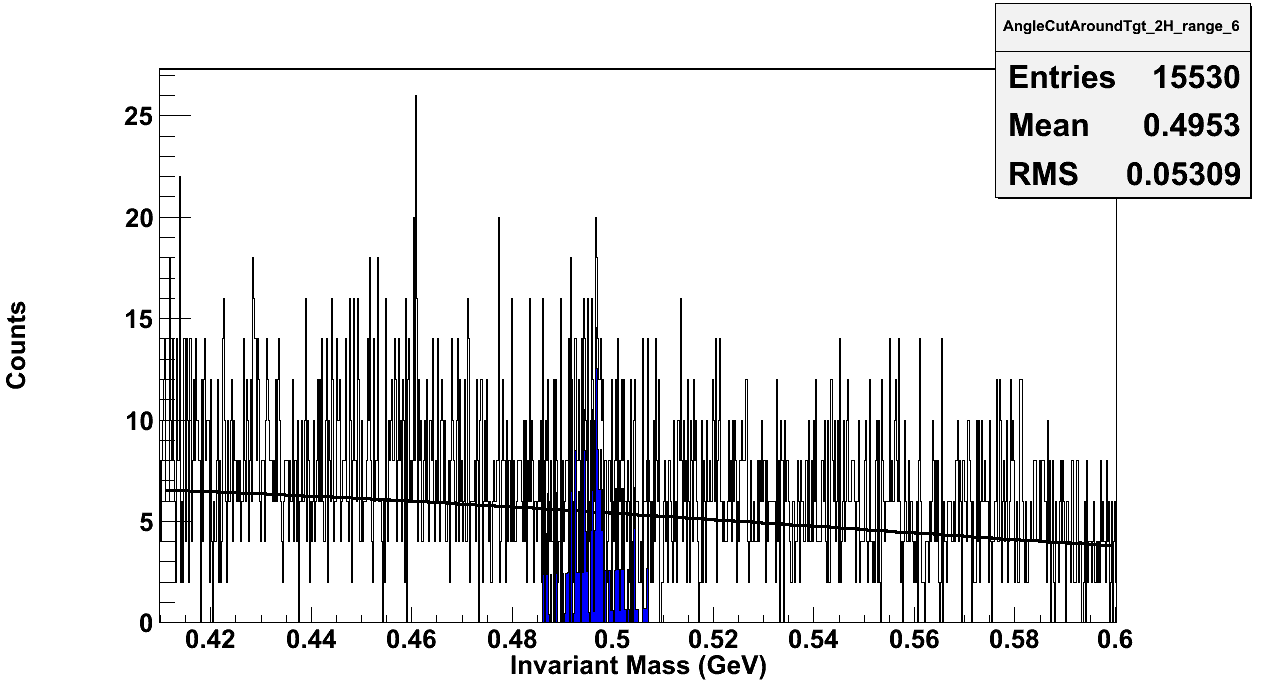 AngleCutAroundTgt_2H_range_6
Entries 15530
Mean 0.4953
RMS 0.05309
25
20
15
10
5
0
Counts
0.42 0.44 0.46 0.48 0.5 0.52 0.54 0.56 0.58 0.6
Invariant Mass (GeV)